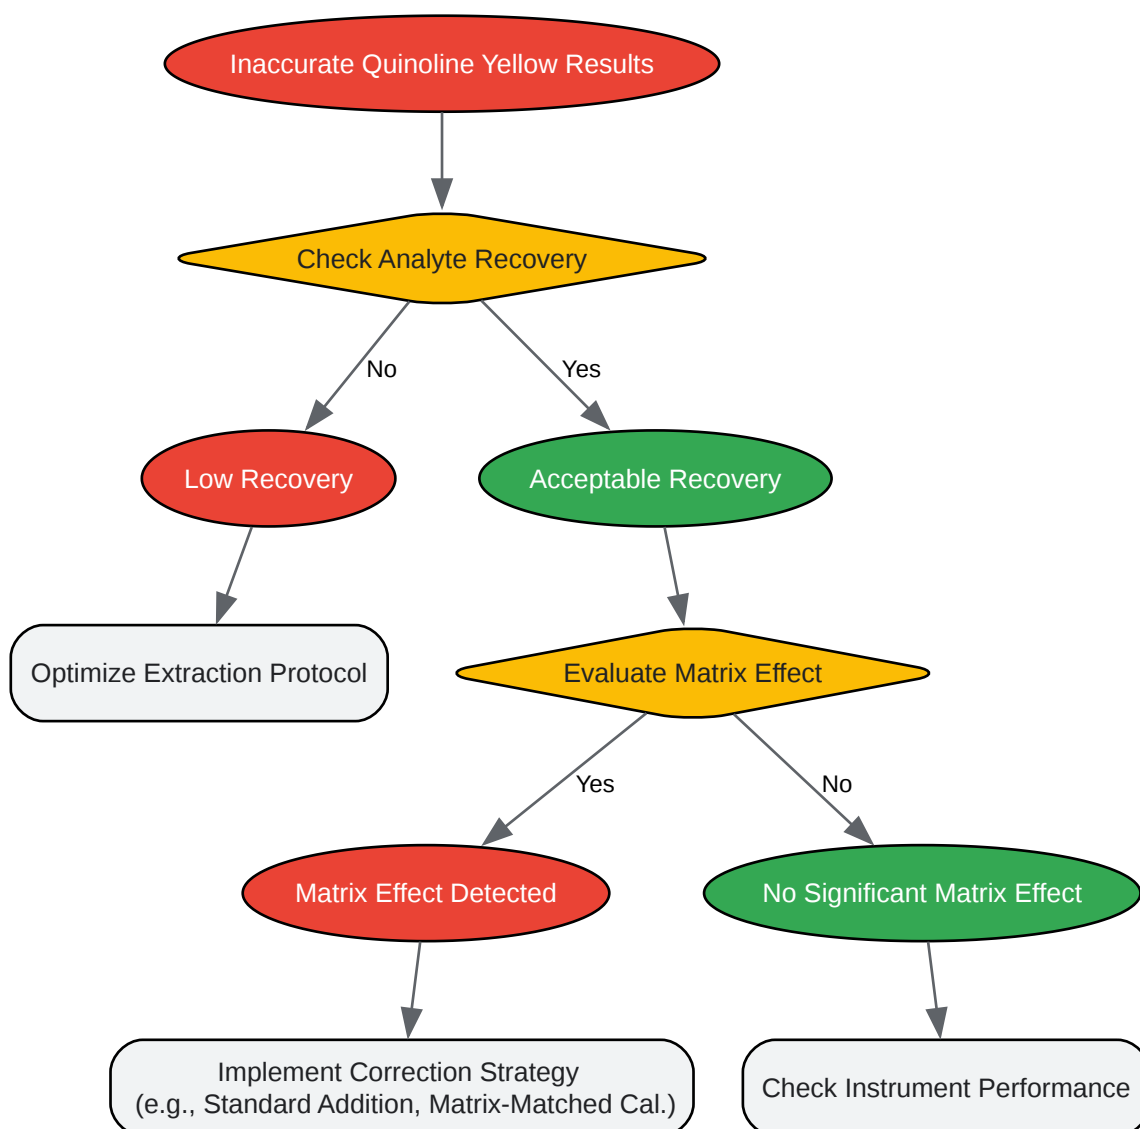 Inaccurate Quinoline Yellow Results
Check Analyte Recovery
No
Yes
Low Recovery
Acceptable Recovery
Optimize Extraction Protocol
Evaluate Matrix Effect
Yes
No
Matrix Effect Detected
No Significant Matrix Effect
Implement Correction Strategy
(e.g., Standard Addition, Matrix-Matched Cal.)
Check Instrument Performance